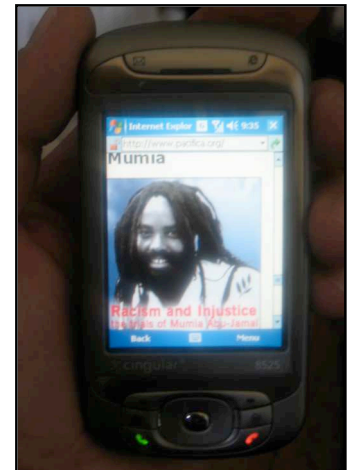 Internet Explor 4€ 9:35
http://www.pacifica.org/
Mumia
Racism and Injustice
the trials of Mumia Abu-Jamal
Back Menu
cingular 8525